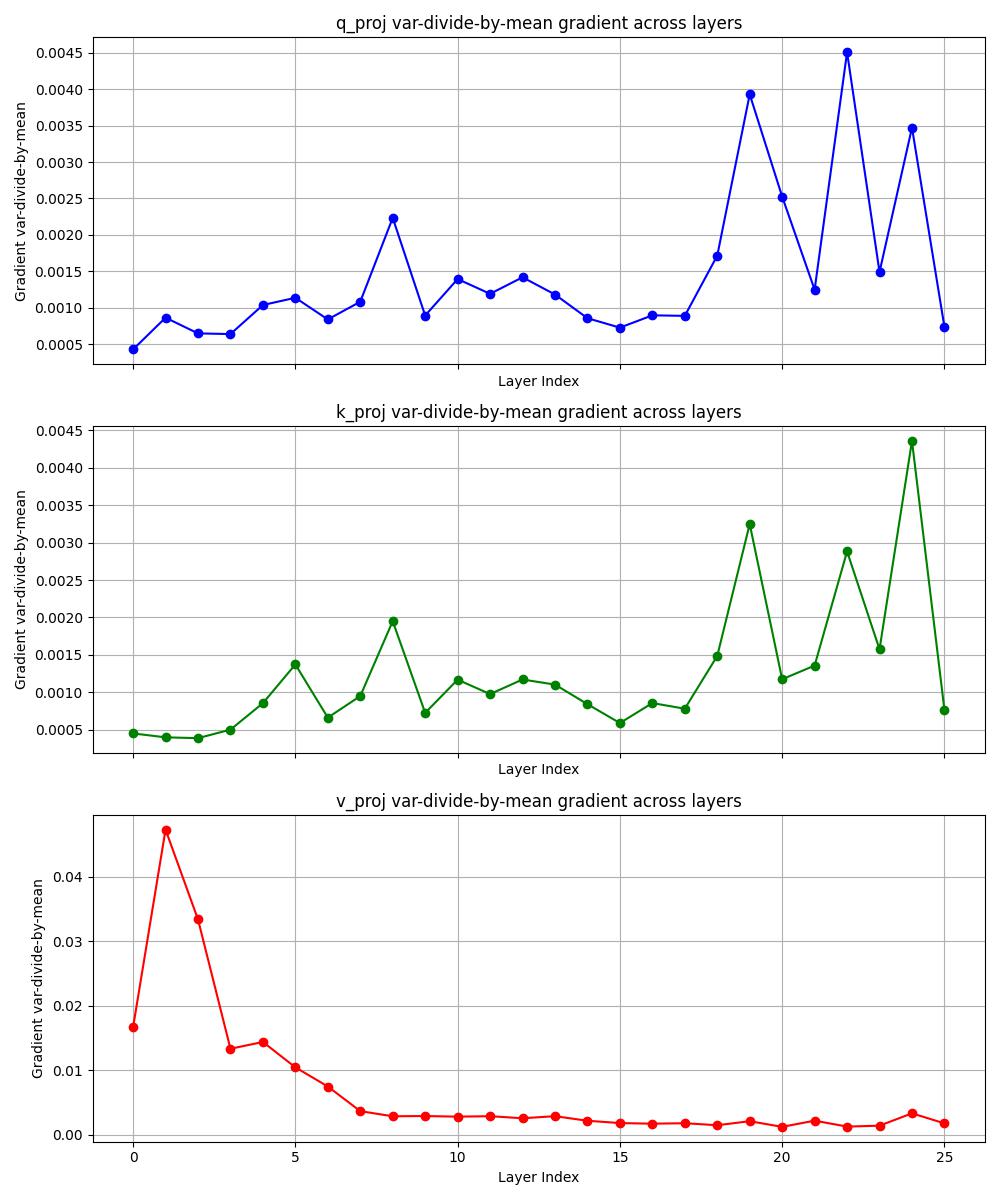 q_proj var-divide-by-mean gradient across layers
Gradient var-divide-by-mean
0.0045
0.0040
0.0035
0.0030
0.0025
0.0020
0.0015
0.0010
0.0005
Layer Index
k_proj var-divide-by-mean gradient across layers
Gradient var-divide-by-mean
0.0045
0.0040
0.0035
0.0030
0.0025
0.0020
0.0015
0.0010
0.0005
Layer Index
v_proj var-divide-by-mean gradient across layers
Gradient var-divide-by-mean
0.04
0.03
0.02
0.01
0.00
0 5 10 15 20 25
Layer Index